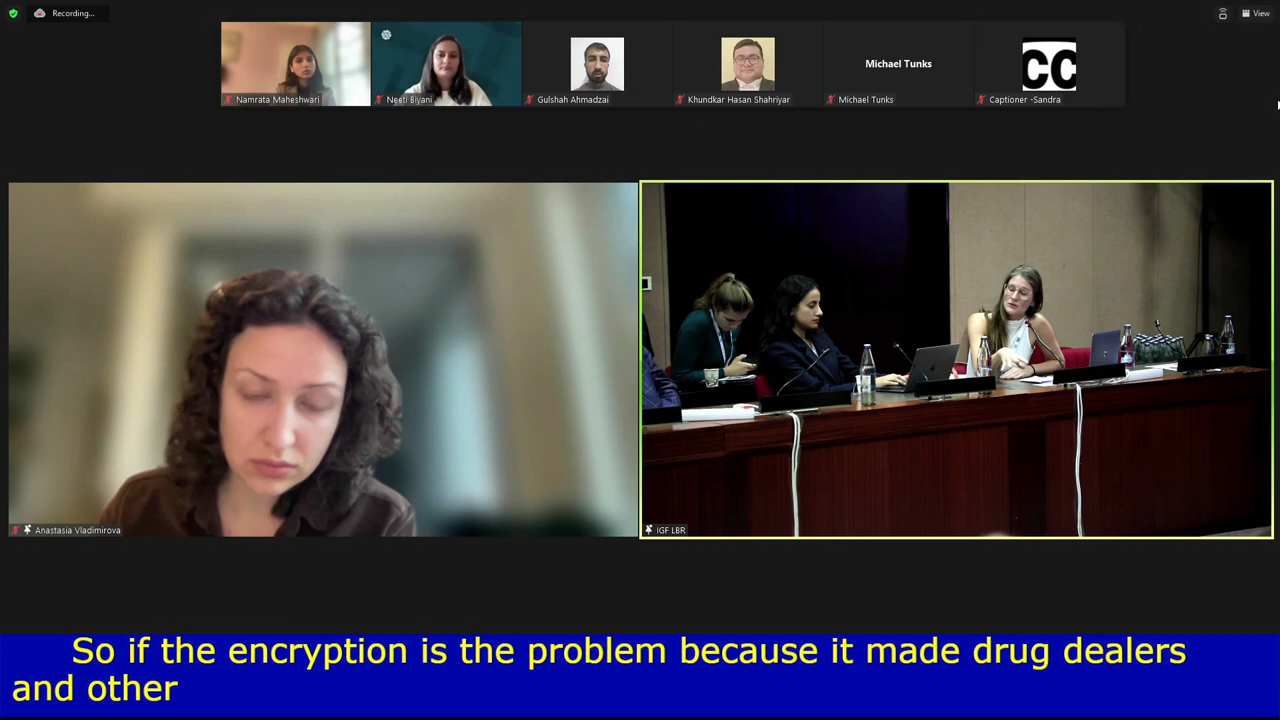 Recording...
View
Namrata Maheshwari
Neeti Biyani
Gulshah Ahmadzai
Khundkar Hasan Shahriyar
Michael Tunks
Michael Tunks
CC
Captioner -Sandra
Anastasia Vladimirova
IGF LBR
So if the encryption is the problem because it made drug dealers
and other